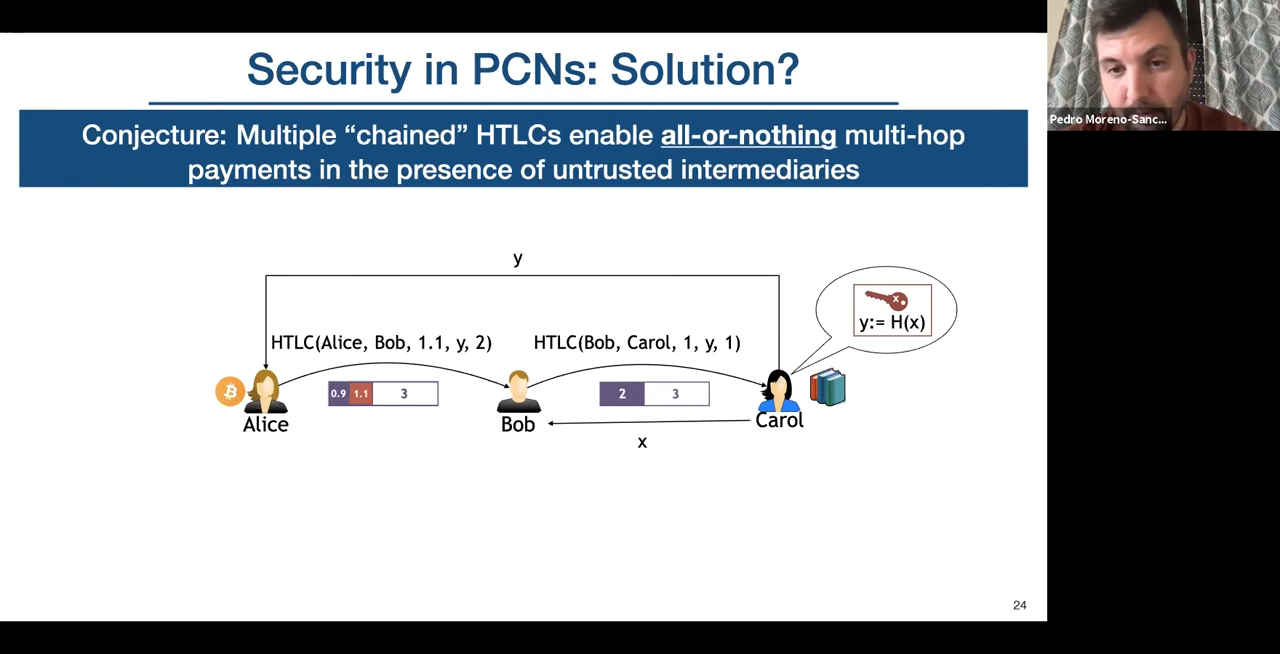 Security in PCNs: Solution?
Conjecture: Multiple “chained” HTLCs enable all-or-nothing multi-hop
payments in the presence of untrusted intermediaries
y
x
y:= H(x)
HTLC(Alice, Bob, 1.1, y, 2)
HTLC(Bob, Carol, 1, y, 1)
0.9 1.1 3
2 3
Alice
Bob
Carol
x
24
Pedro Moreno-Sanc...